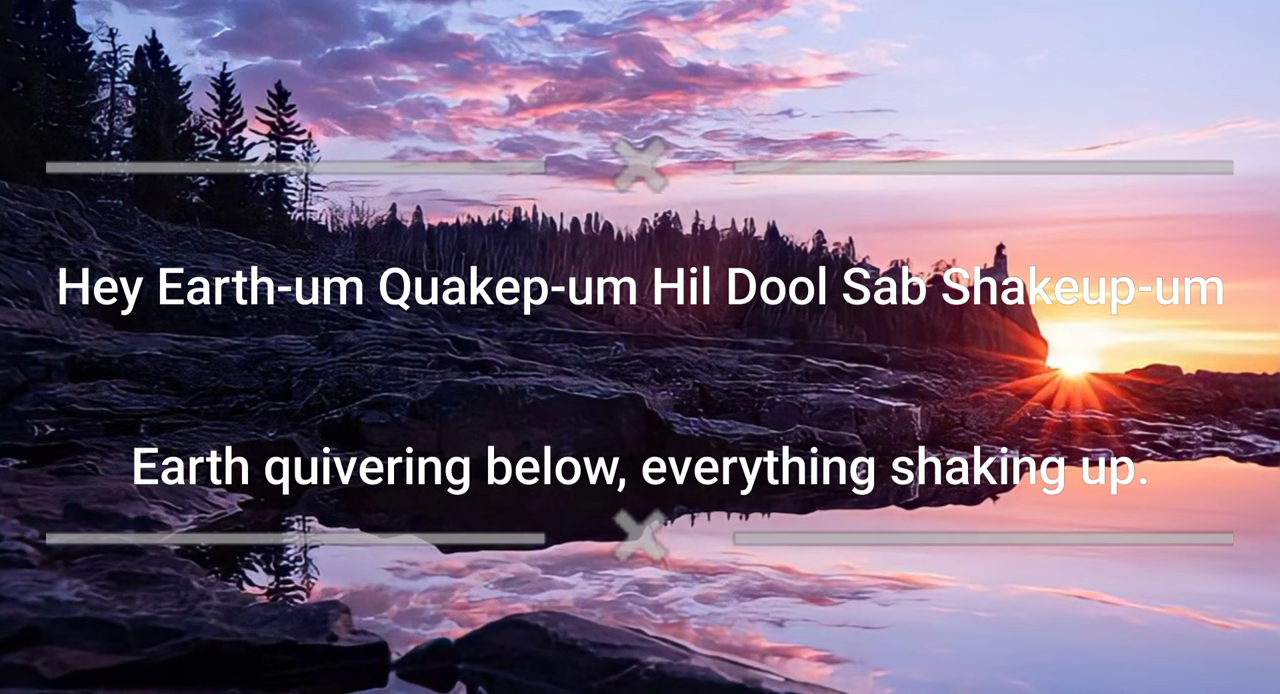 Hey Earth-um Quakep-um Hil Dool Sab Shakeup-um
Earth quivering below, everything shaking up.